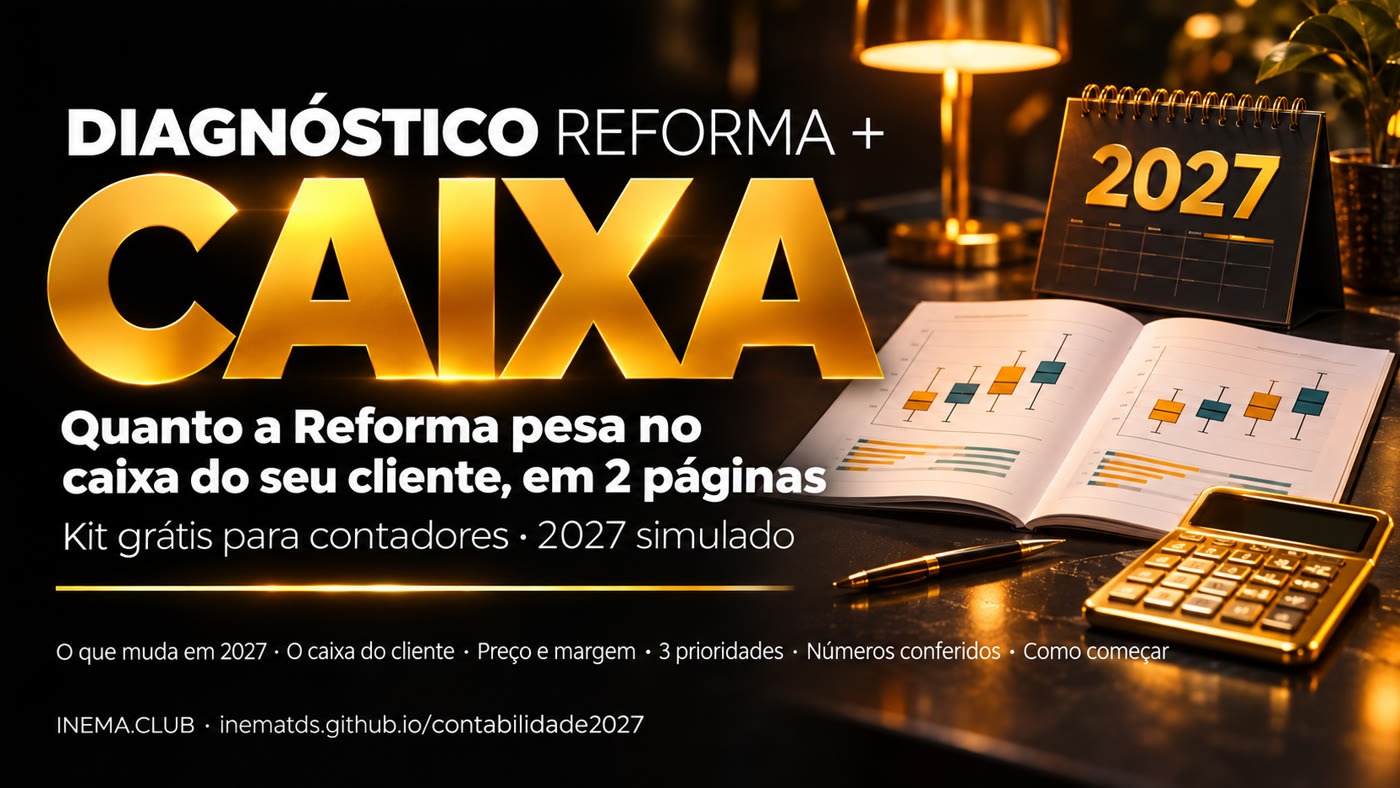 DIAGNÓSTICO REFORMA +
CAIXA
Quanto a Reforma pesa no
caixa do seu cliente, em 2 páginas
Kit grátis para contadores · 2027 simulado
O que muda em 2027 · O caixa do cliente · Preço e margem · 3 prioridades · Números conferidos · Como começar
INEMA.CLUB · inematds.github.io/contabilidade2027
2027